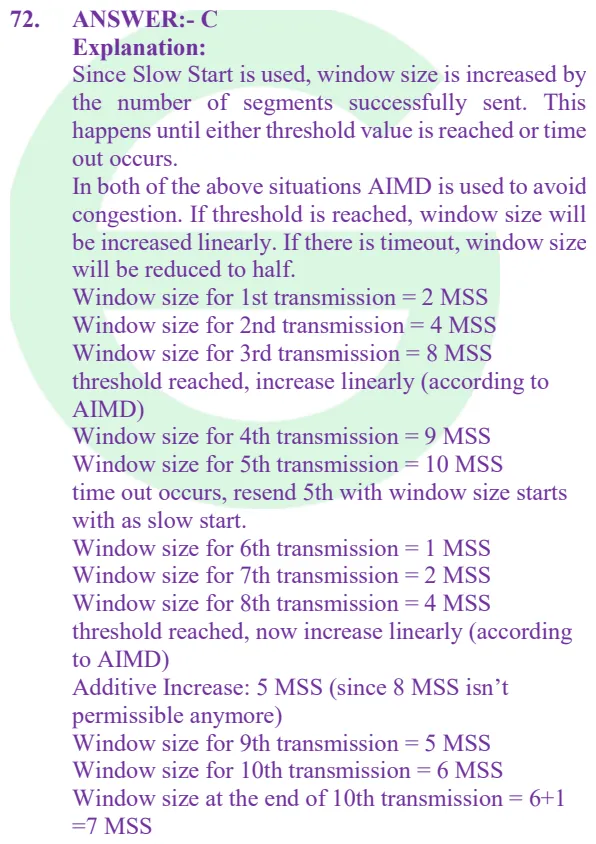 72. ANSWER:- C
Explanation:
Since Slow Start is used, window size is increased by
the number of segments successfully sent. This
happens until either threshold value is reached or time
out occurs.
In both of the above situations AIMD is used to avoid
congestion. If threshold is reached, window size will
be increased linearly. If there is timeout, window size
will be reduced to half.
Window size for 1st transmission = 2 MSS
Window size for 2nd transmission = 4 MSS
Window size for 3rd transmission = 8 MSS
threshold reached, increase linearly (according to
AIMD)
Window size for 4th transmission = 9 MSS
Window size for 5th transmission = 10 MSS
time out occurs, resend 5th with window size starts
with as slow start.
Window size for 6th transmission = 1 MSS
Window size for 7th transmission = 2 MSS
Window size for 8th transmission = 4 MSS
threshold reached, now increase linearly (according
to AIMD)
Additive Increase: 5 MSS (since 8 MSS isn’t
permissible anymore)
Window size for 9th transmission = 5 MSS
Window size for 10th transmission = 6 MSS
Window size at the end of 10th transmission = 6+1
=7 MSS